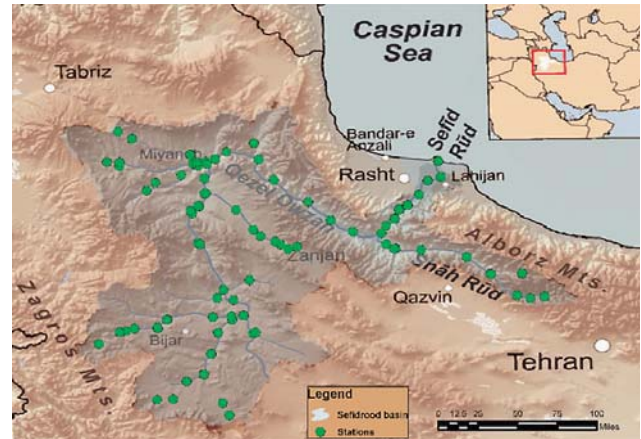 Caspian
Sea
Tabriz
Bandar-e
Anzali
Sefid
Rūd
Miyaneh
Rasht
Lahijan
Qezel Owzan
Alborz Mts.
Zanjan
Shāh Rūd
Qazvin
Zagros Mts.
Bijar
Tehran
Legend
Sefidrood basin
Stations
0 12.5 25 50 75 100
Miles